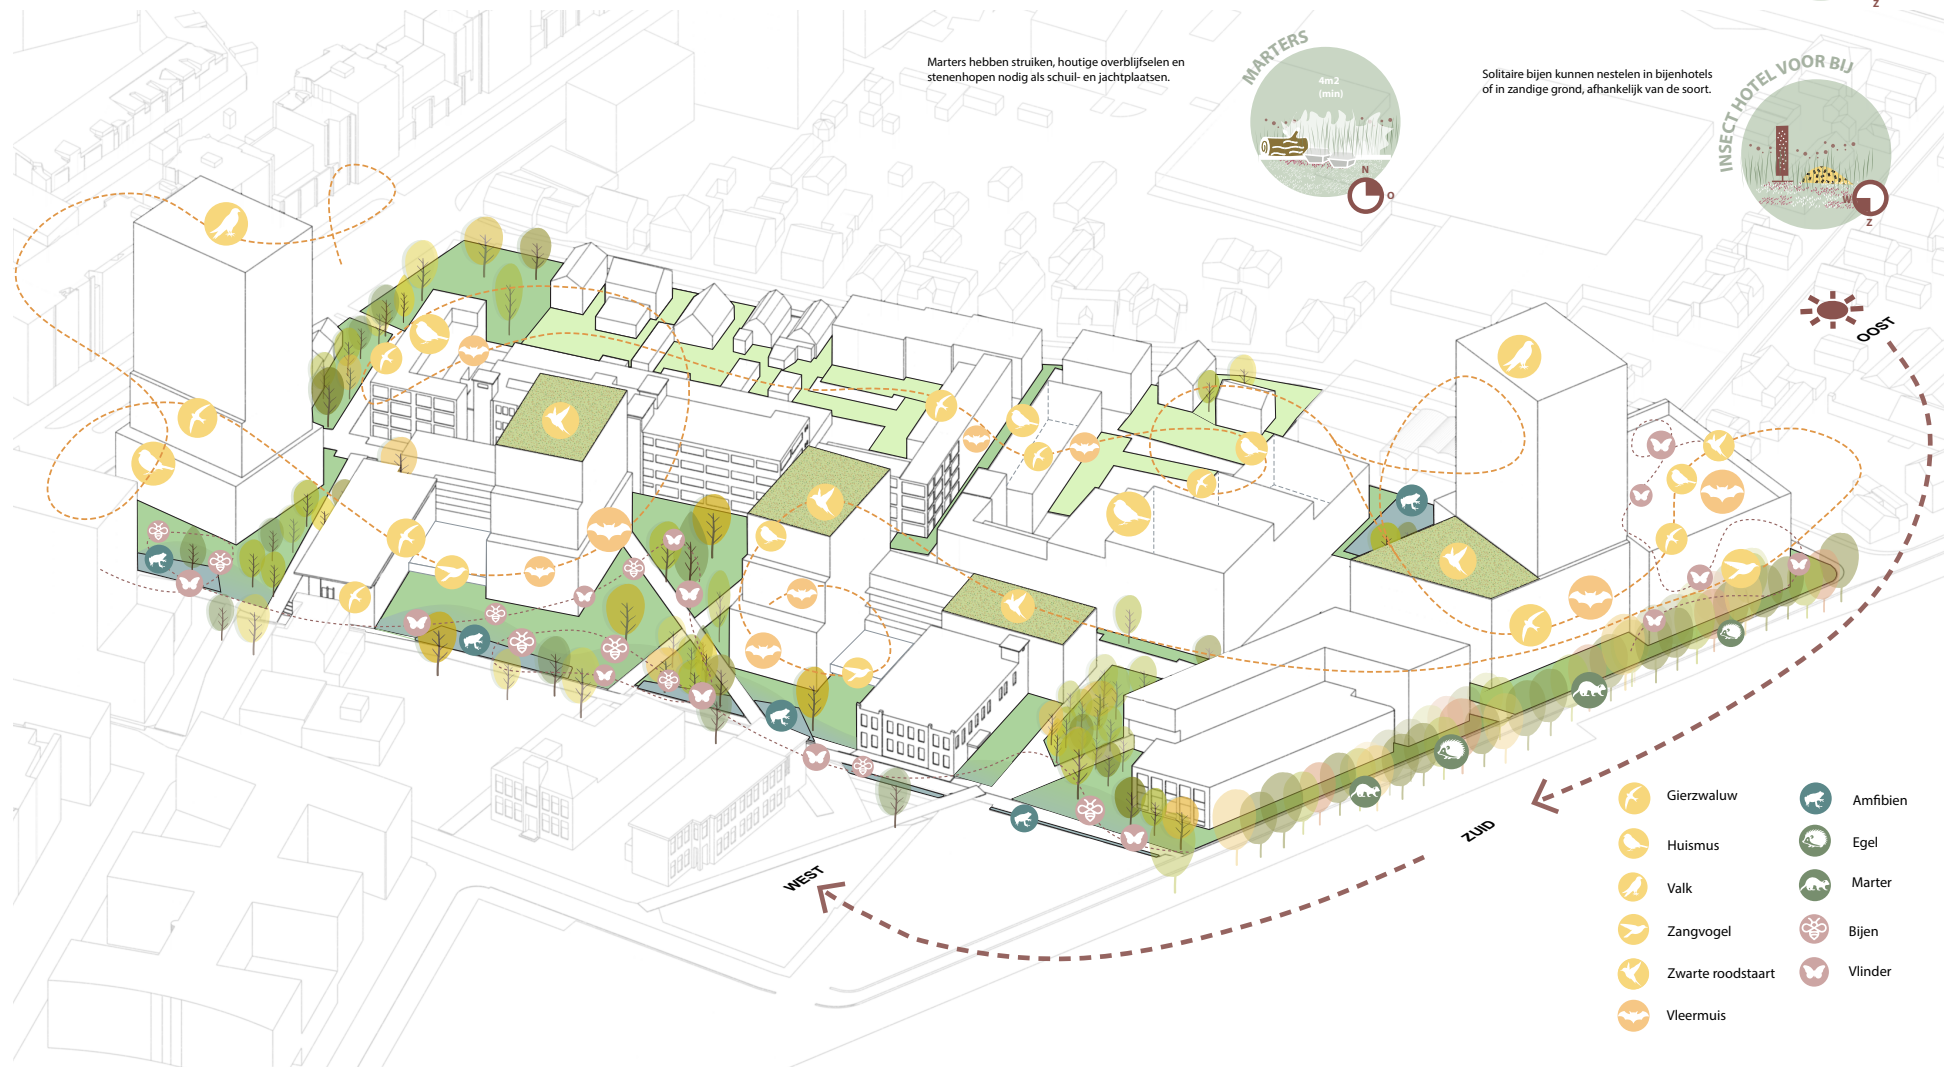 Z
Marters hebben struiken, houtige overblijfselen en
stenenhopen nodig als schuil- en jachtplaatsen.
MARTERS
4m2
(min)
N
O
Solitaire bijen kunnen nestelen in bijenhotels
of in zandige grond, afhankelijk van de soort.
INSECT HOTEL VOOR BIJ
W
Z
OOST
ZUID
WEST
Gierzwaluw
Huismus
Valk
Zangvogel
Zwarte roodstaart
Vleermuis
Amfibien
Egel
Marter
Bijen
Vlinder